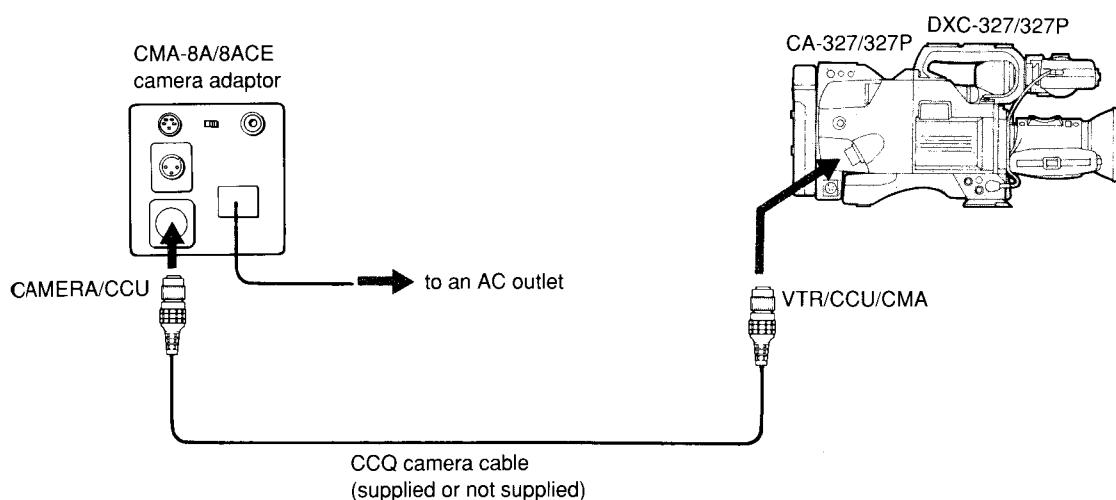 CMA-8A/8ACE
camera adaptor
CA-327/327P
DXC-327/327P
CAMERA/CCU
to an AC outlet
VTR/CCU/CMA
CCQ camera cable
(supplied or not supplied)